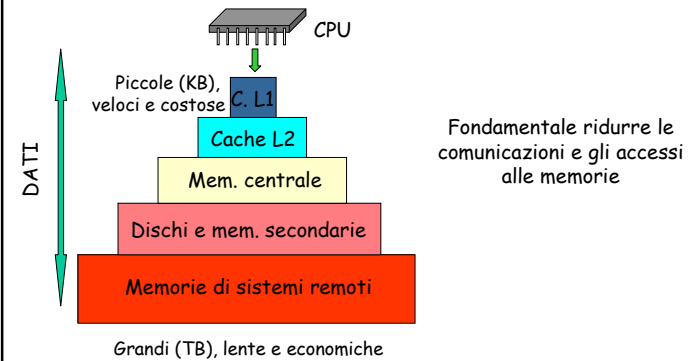 CPU
Piccole (KB),
veloci e costose
C. L1
Cache L2
Mem. centrale
Dischi e mem. secondarie
Memorie di sistemi remoti
Grandi (TB), lente e economiche
DATI
Fondamentale ridurre le
comunicazioni e gli accessi
alle memorie